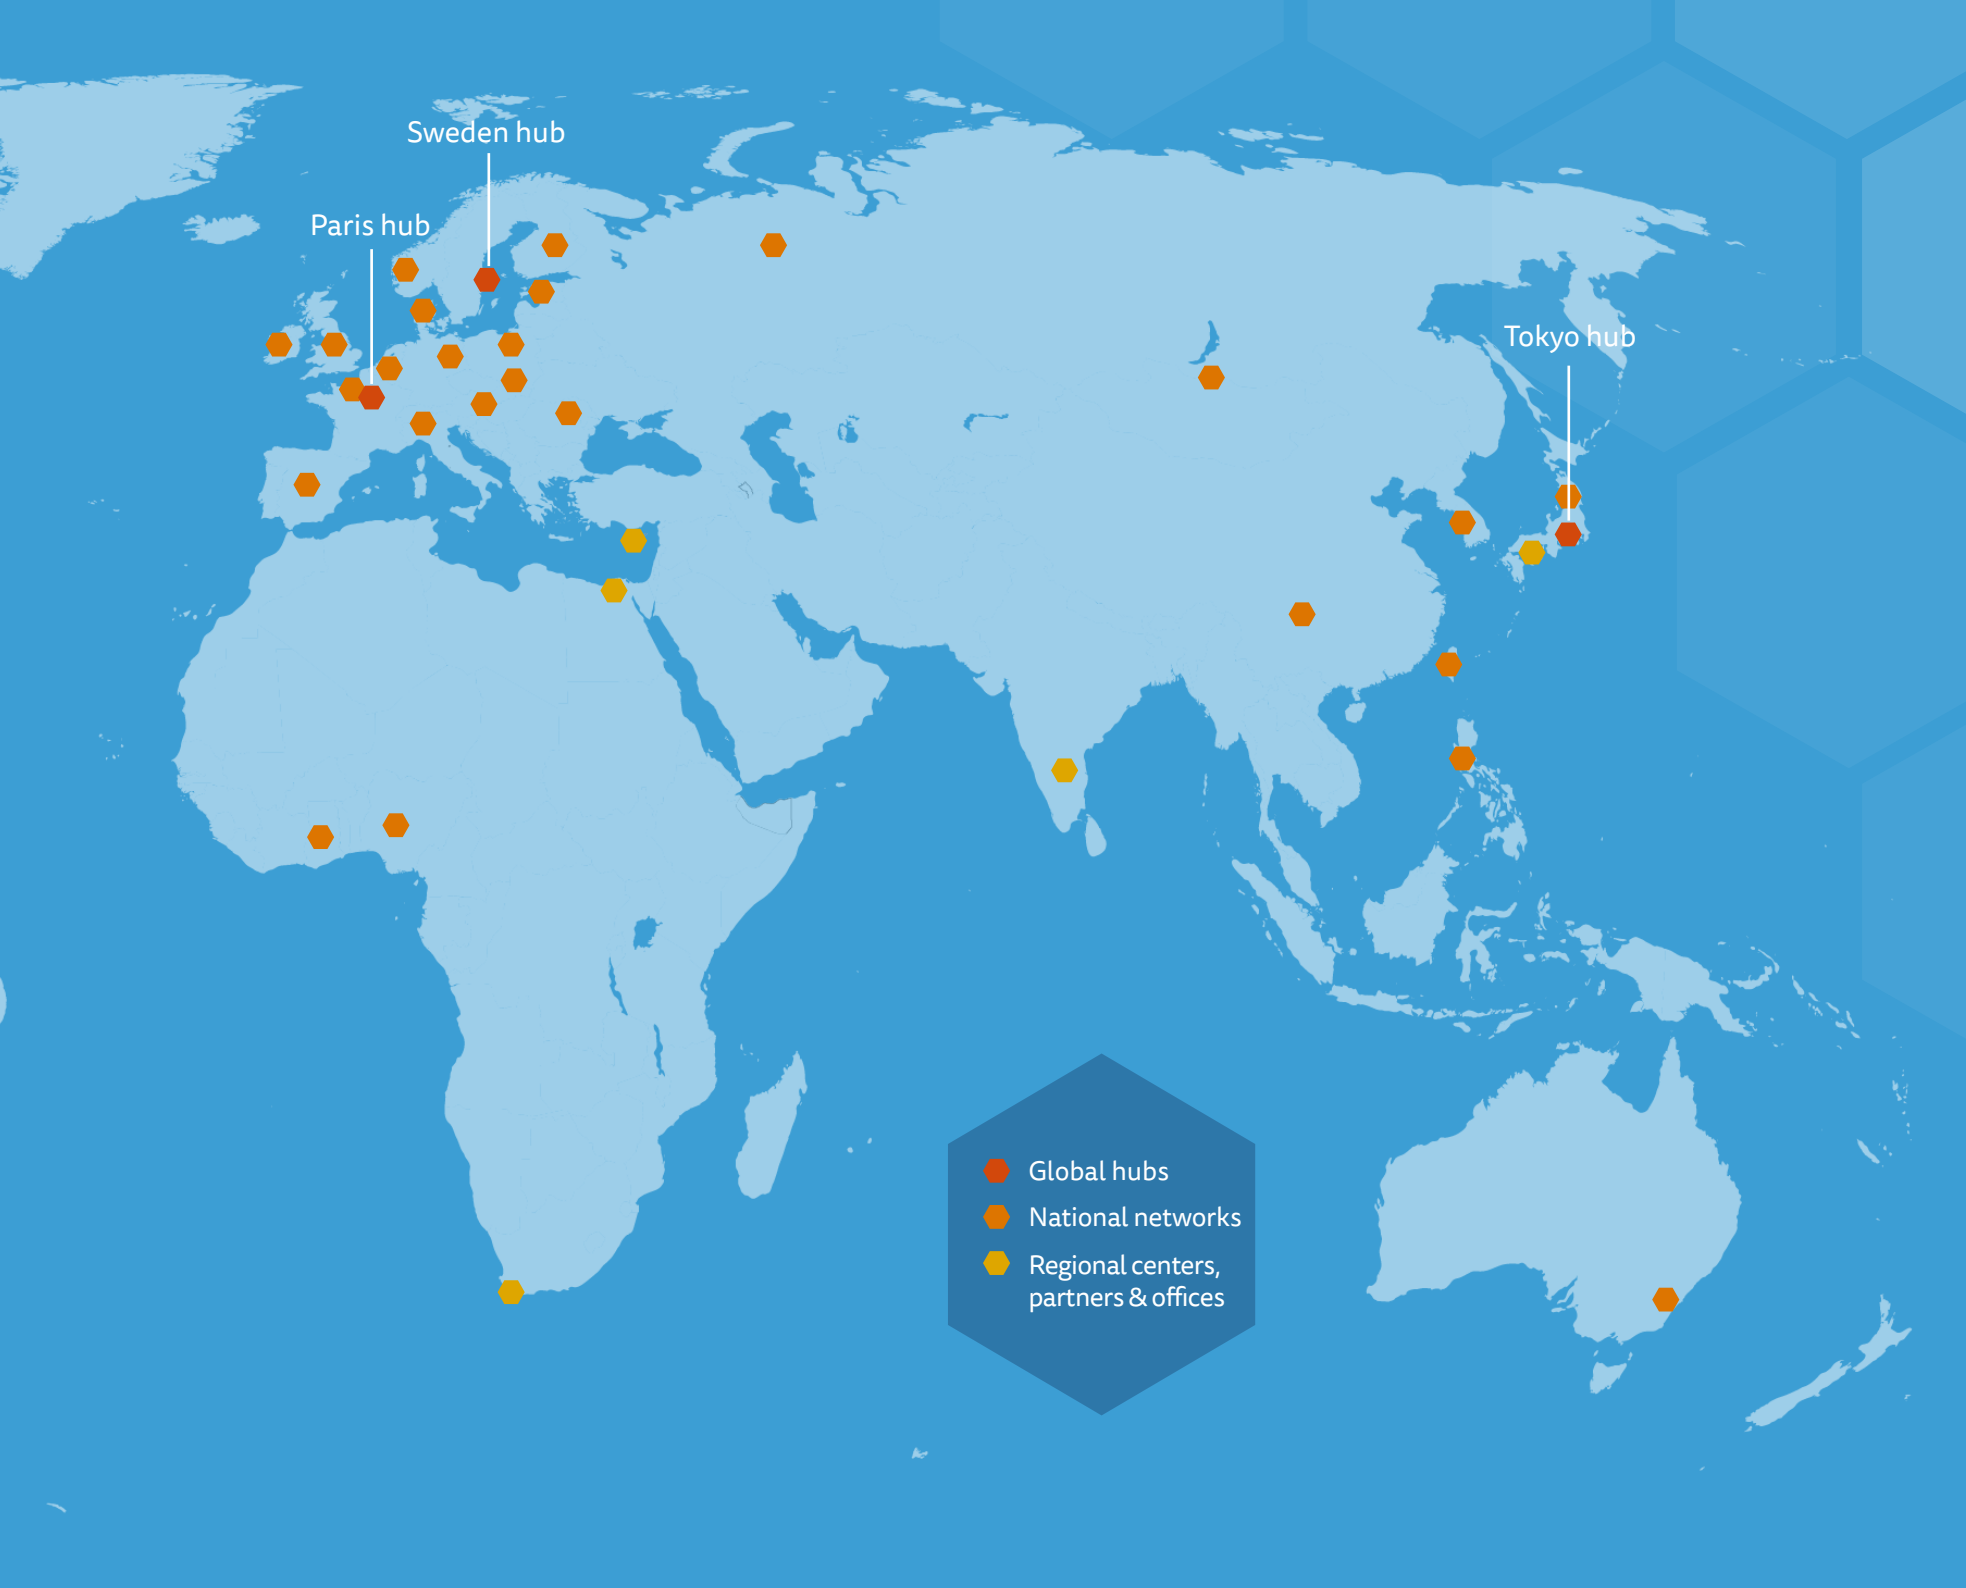 Sweden hub
Paris hub
Tokyo hub
Global hubs
National networks
Regional centers,
partners & offices